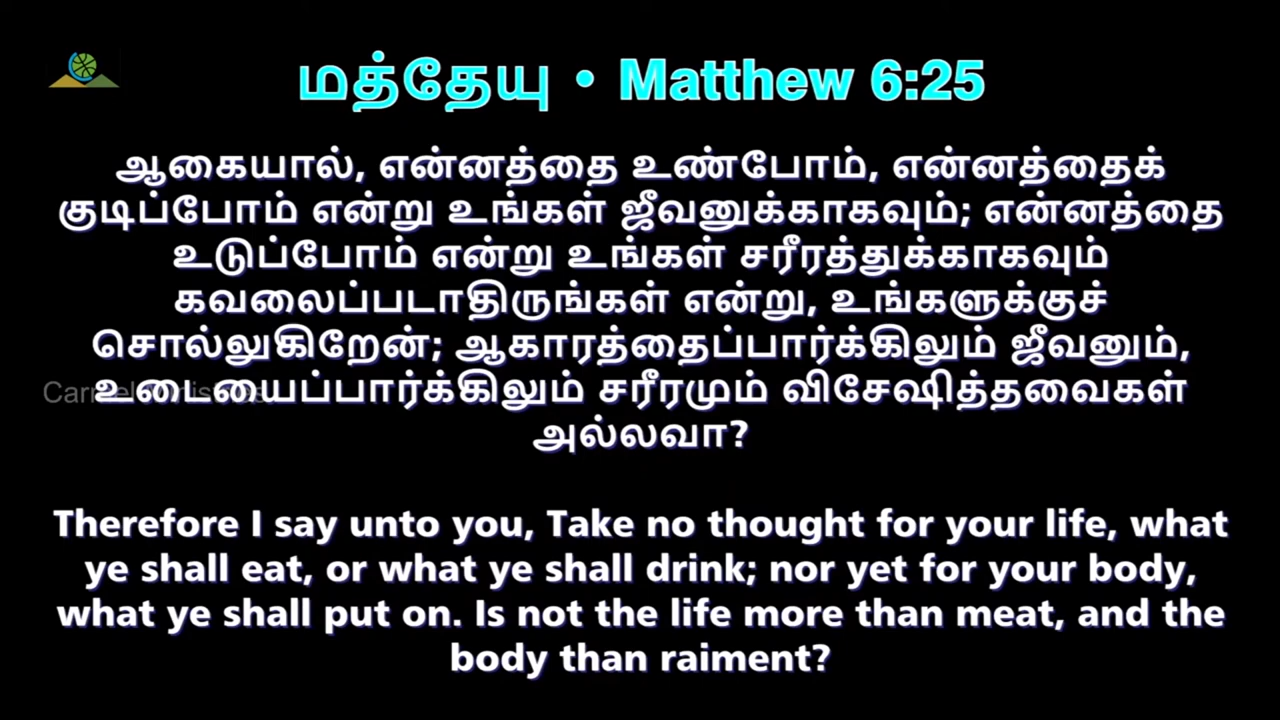 மத்தேயு • Matthew 6:25
ஆகையால், என்னத்தை உண்போம், என்னத்தைக்
குடிப்போம் என்று உங்கள் ஜீவனுக்காகவும்; என்னத்தை
உடுப்போம் என்று உங்கள் சரீரத்துக்காகவும்
கவலைப்படாதிருங்கள் என்று, உங்களுக்குச்
சொல்லுகிறேன்; ஆகாரத்தைப்பார்க்கிலும் ஜீவனும்,
உடையைப்பார்க்கிலும் சரீரமும் விசேஷித்தவைகள்
அல்லவா?
Therefore I say unto you, Take no thought for your life, what
ye shall eat, or what ye shall drink; nor yet for your body,
what ye shall put on. Is not the life more than meat, and the
body than raiment?